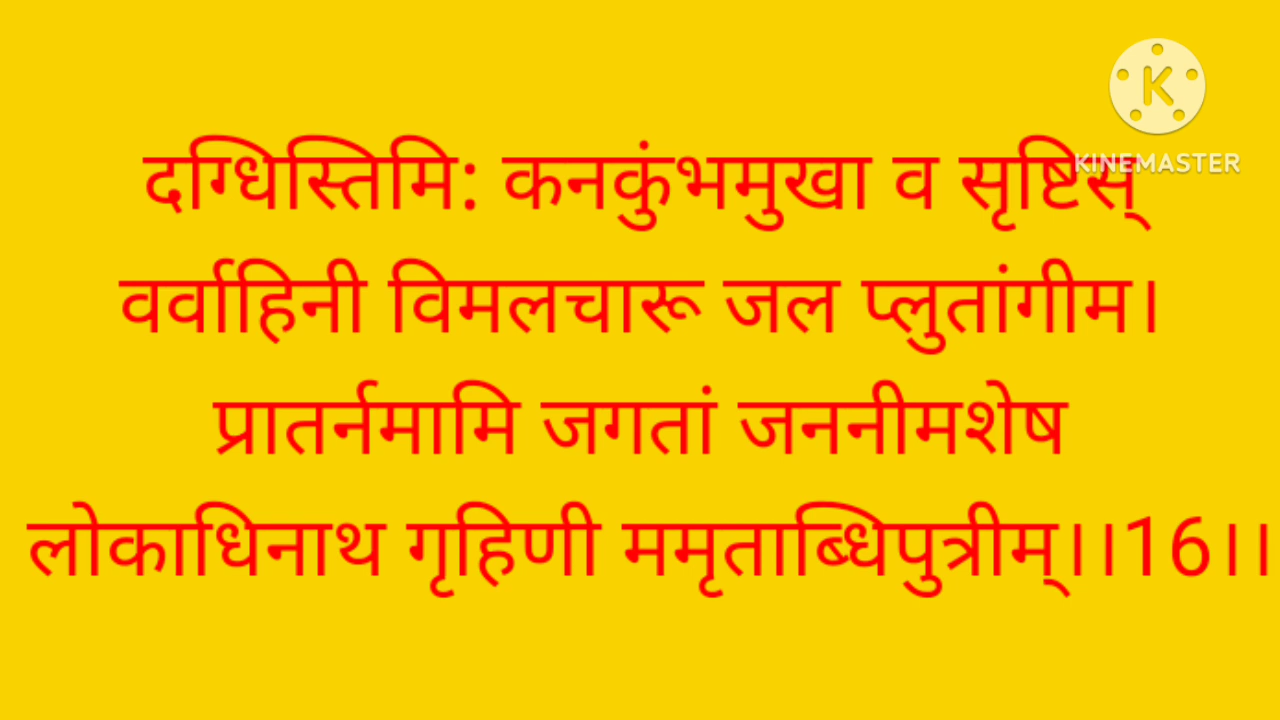 KINEMASTER
दग्धिस्तिमि: कनकुंभमुखा व सृष्टिस्
वर्वाहिनी विमलचारू जल प्लुतांगीम।
प्रातर्नमामि जगतां जननीमशेष
लोकाधिनाथ गृहिणी ममृताब्धिपुत्रीम्।।16।।